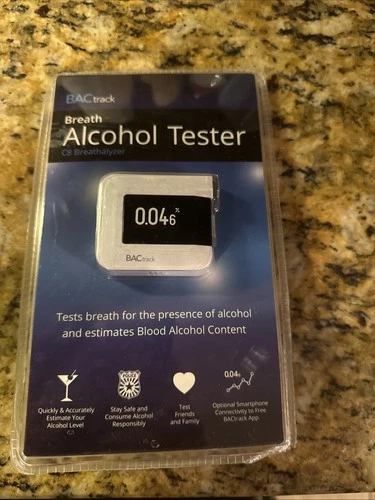 BACtrack
Breath
Alcohol Tester
C8 Breathalyzer
0.046%
BACtrack
Tests breath for the presence of alcohol
and estimates Blood Alcohol Content
Quickly & Accurately
Estimate Your
Alcohol Level
Stay Safe and
Consume Alcohol
Responsibly
Test
Friends
and Family
0.04%
Optional Smartphone
Connectivity to Free
BACtrack App